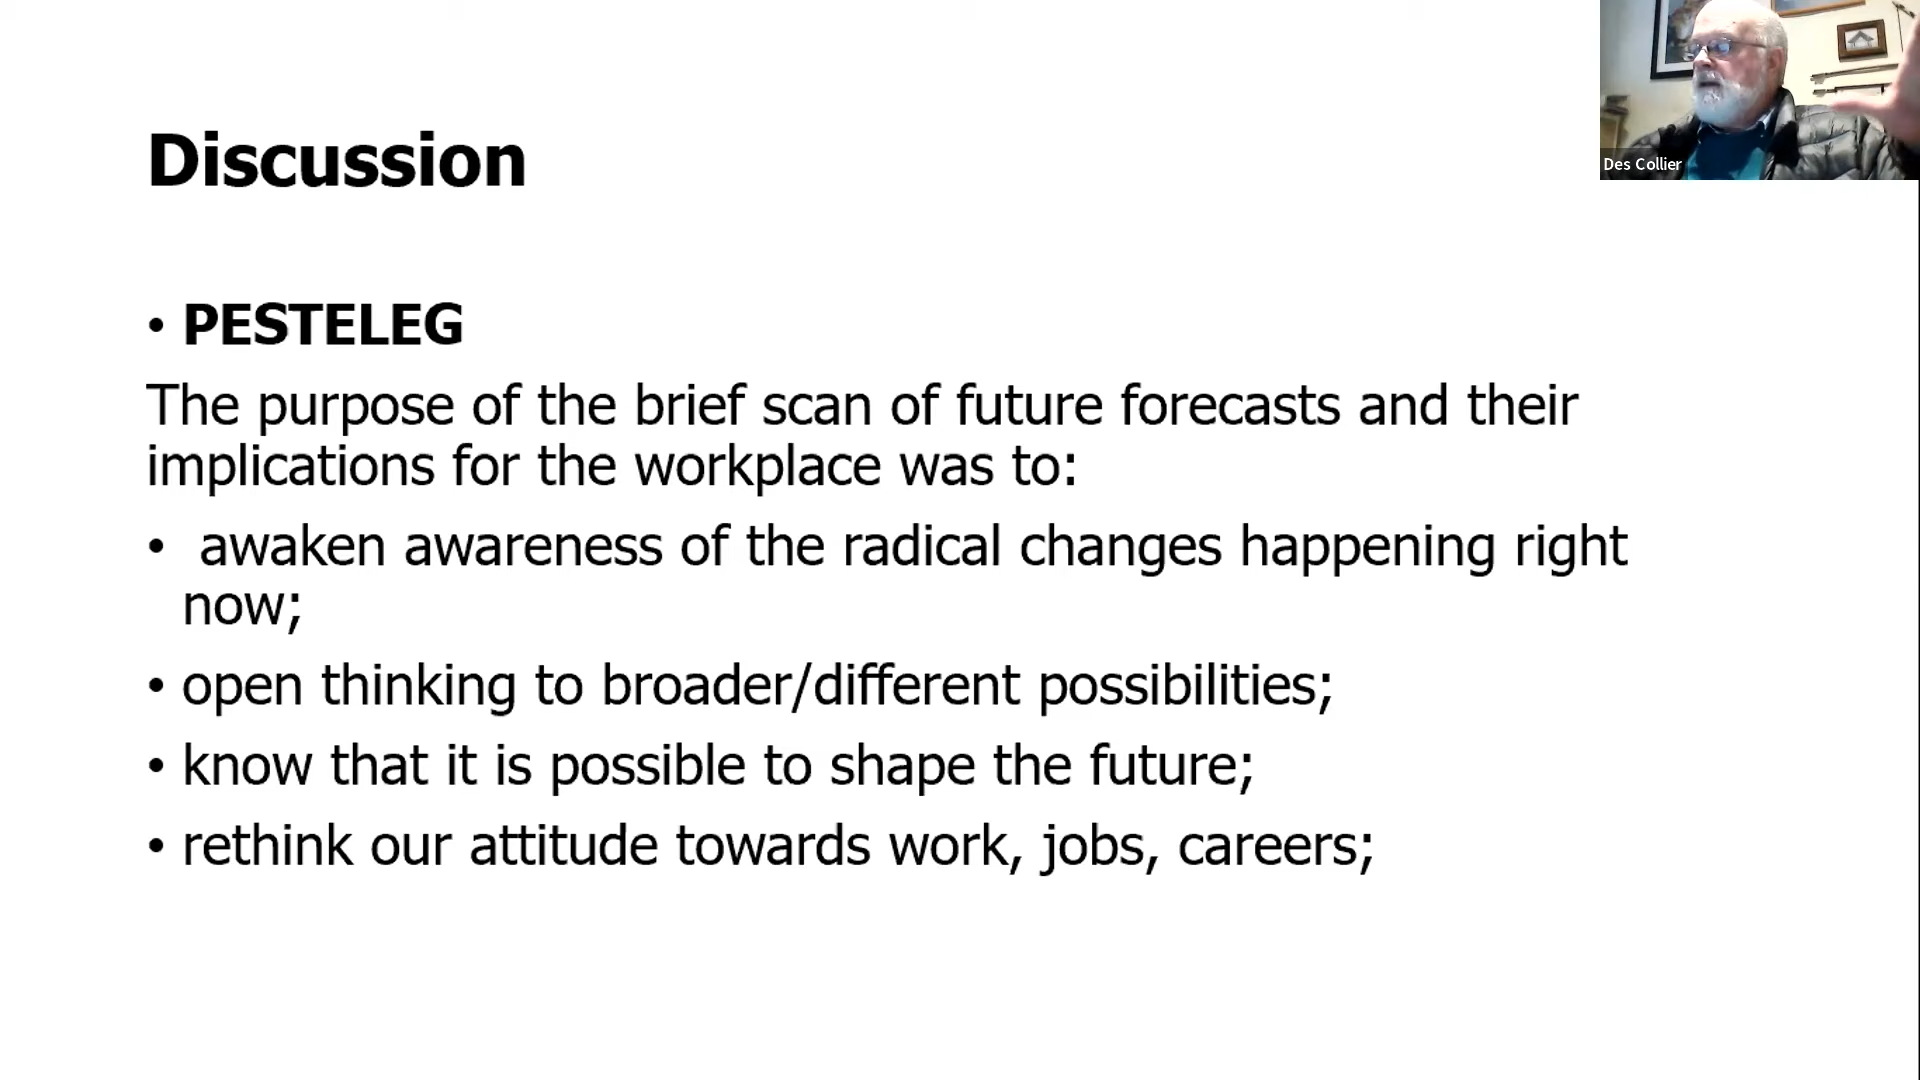 Discussion
• PESTELEG
The purpose of the brief scan of future forecasts and their
implications for the workplace was to:
• awaken awareness of the radical changes happening right
now;
• open thinking to broader/different possibilities;
• know that it is possible to shape the future;
• rethink our attitude towards work, jobs, careers;
Des Collier